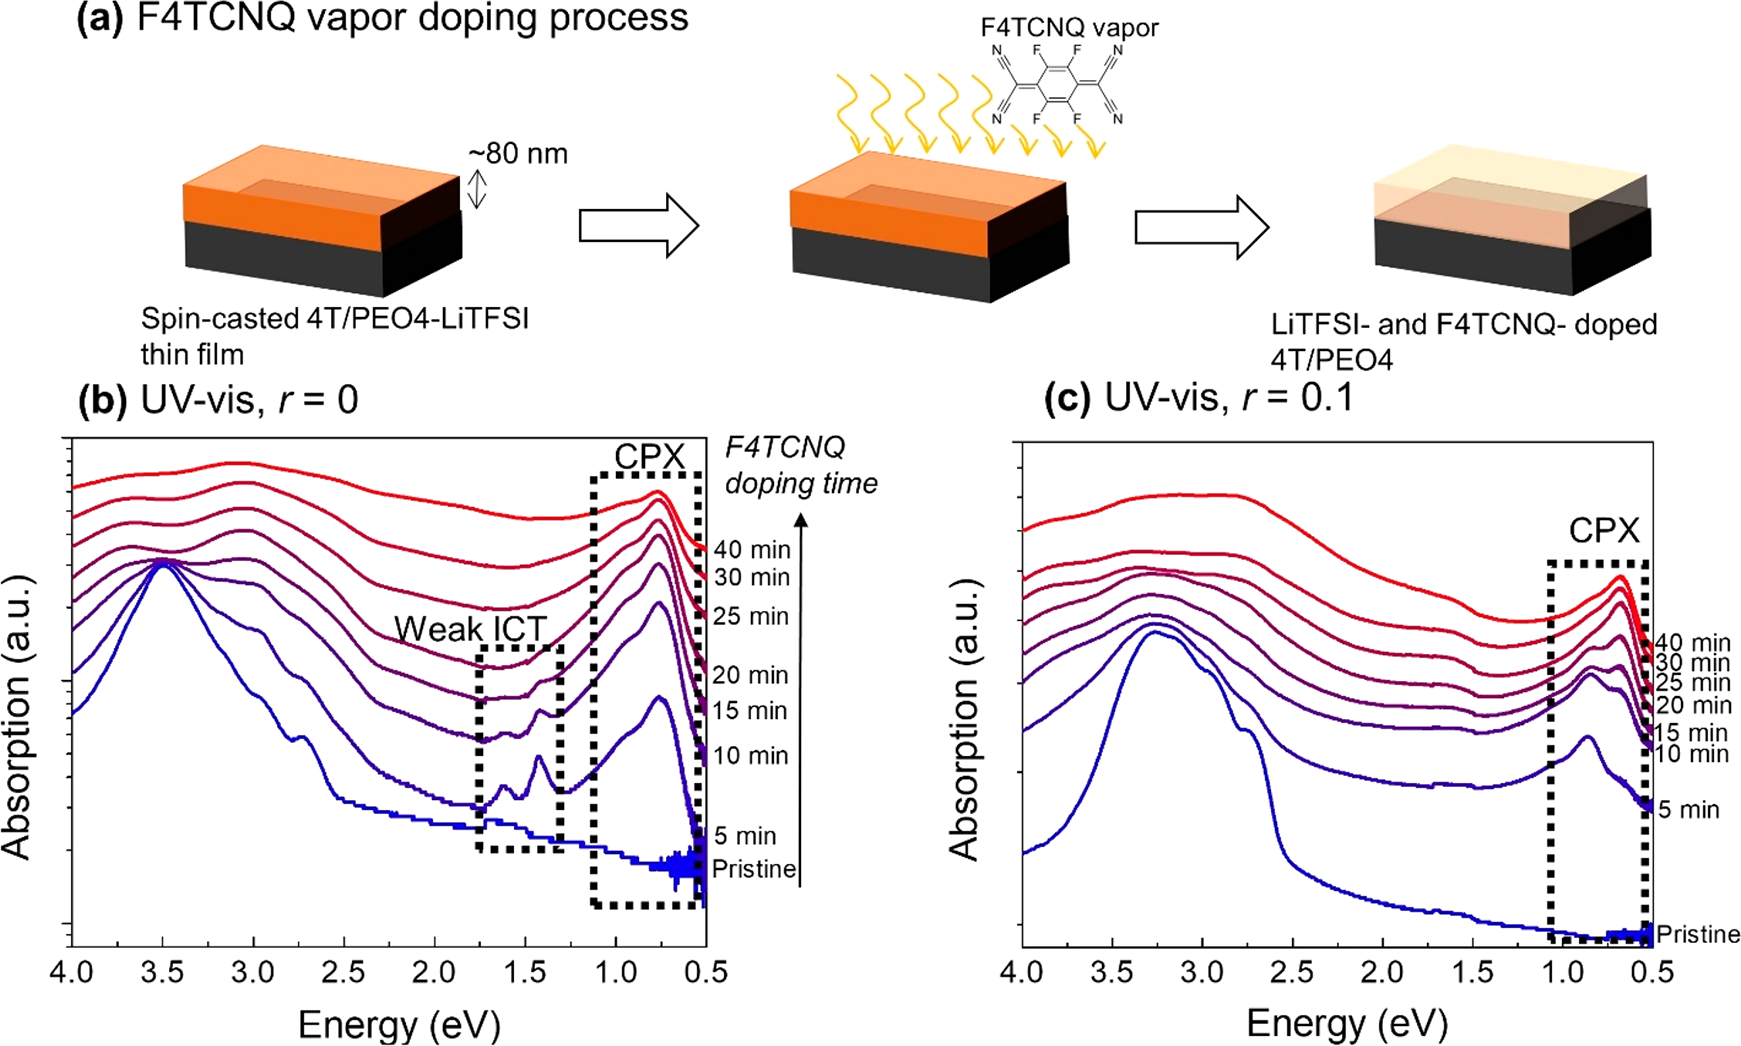 (a) F4TCNQ vapor doping process
F4TCNQ vapor
N
F
F
N
N
F
F
N
~80 nm
Spin-casted 4T/PEO4-LiTFSI
thin film
LiTFSI- and F4TCNQ- doped
4T/PEO4
(b) UV-vis, r = 0
CPX
F4TCNQ
doping time
Weak ICT
40 min
30 min
25 min
20 min
15 min
10 min
5 min
Pristine
Absorption (a.u.)
4.0 3.5 3.0 2.5 2.0 1.5 1.0 0.5
Energy (eV)
(c) UV-vis, r = 0.1
CPX
40 min
30 min
25 min
20 min
15 min
10 min
5 min
Pristine
Absorption (a.u.)
4.0 3.5 3.0 2.5 2.0 1.5 1.0 0.5
Energy (eV)